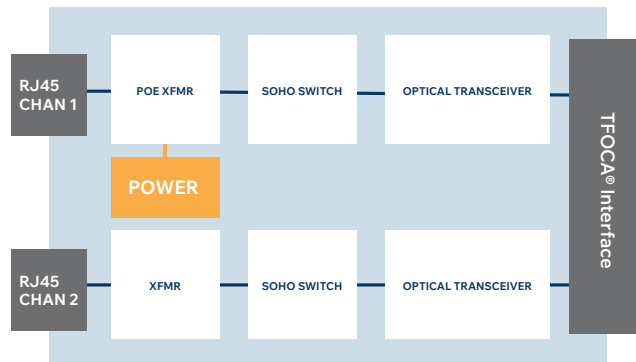 RJ45
CHAN 1
POE XFMR
SOHO SWITCH
OPTICAL TRANSCEIVER
POWER
TFOCA® Interface
RJ45
CHAN 2
XFMR
SOHO SWITCH
OPTICAL TRANSCEIVER